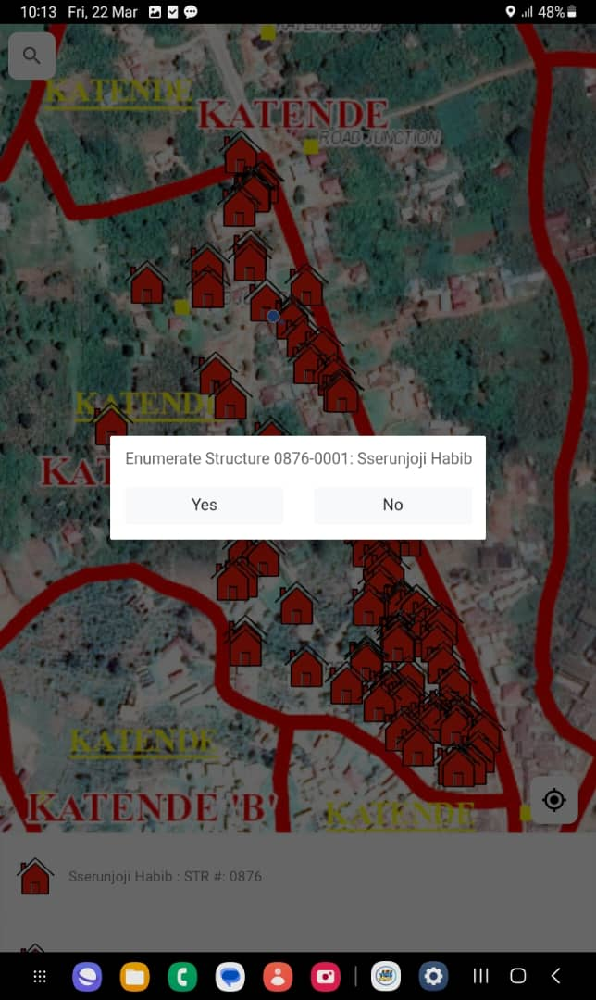 10:13 Fri, 22 Mar
48%
KATENDE
KATENDE
ROAD JUNCTION
Enumerate Structure 0876-0001: Sserunjoji Habib
Yes
No
KATENDE
KATENDE 'B'
KATENDE
Sserunjoji Habib : STR #: 0876